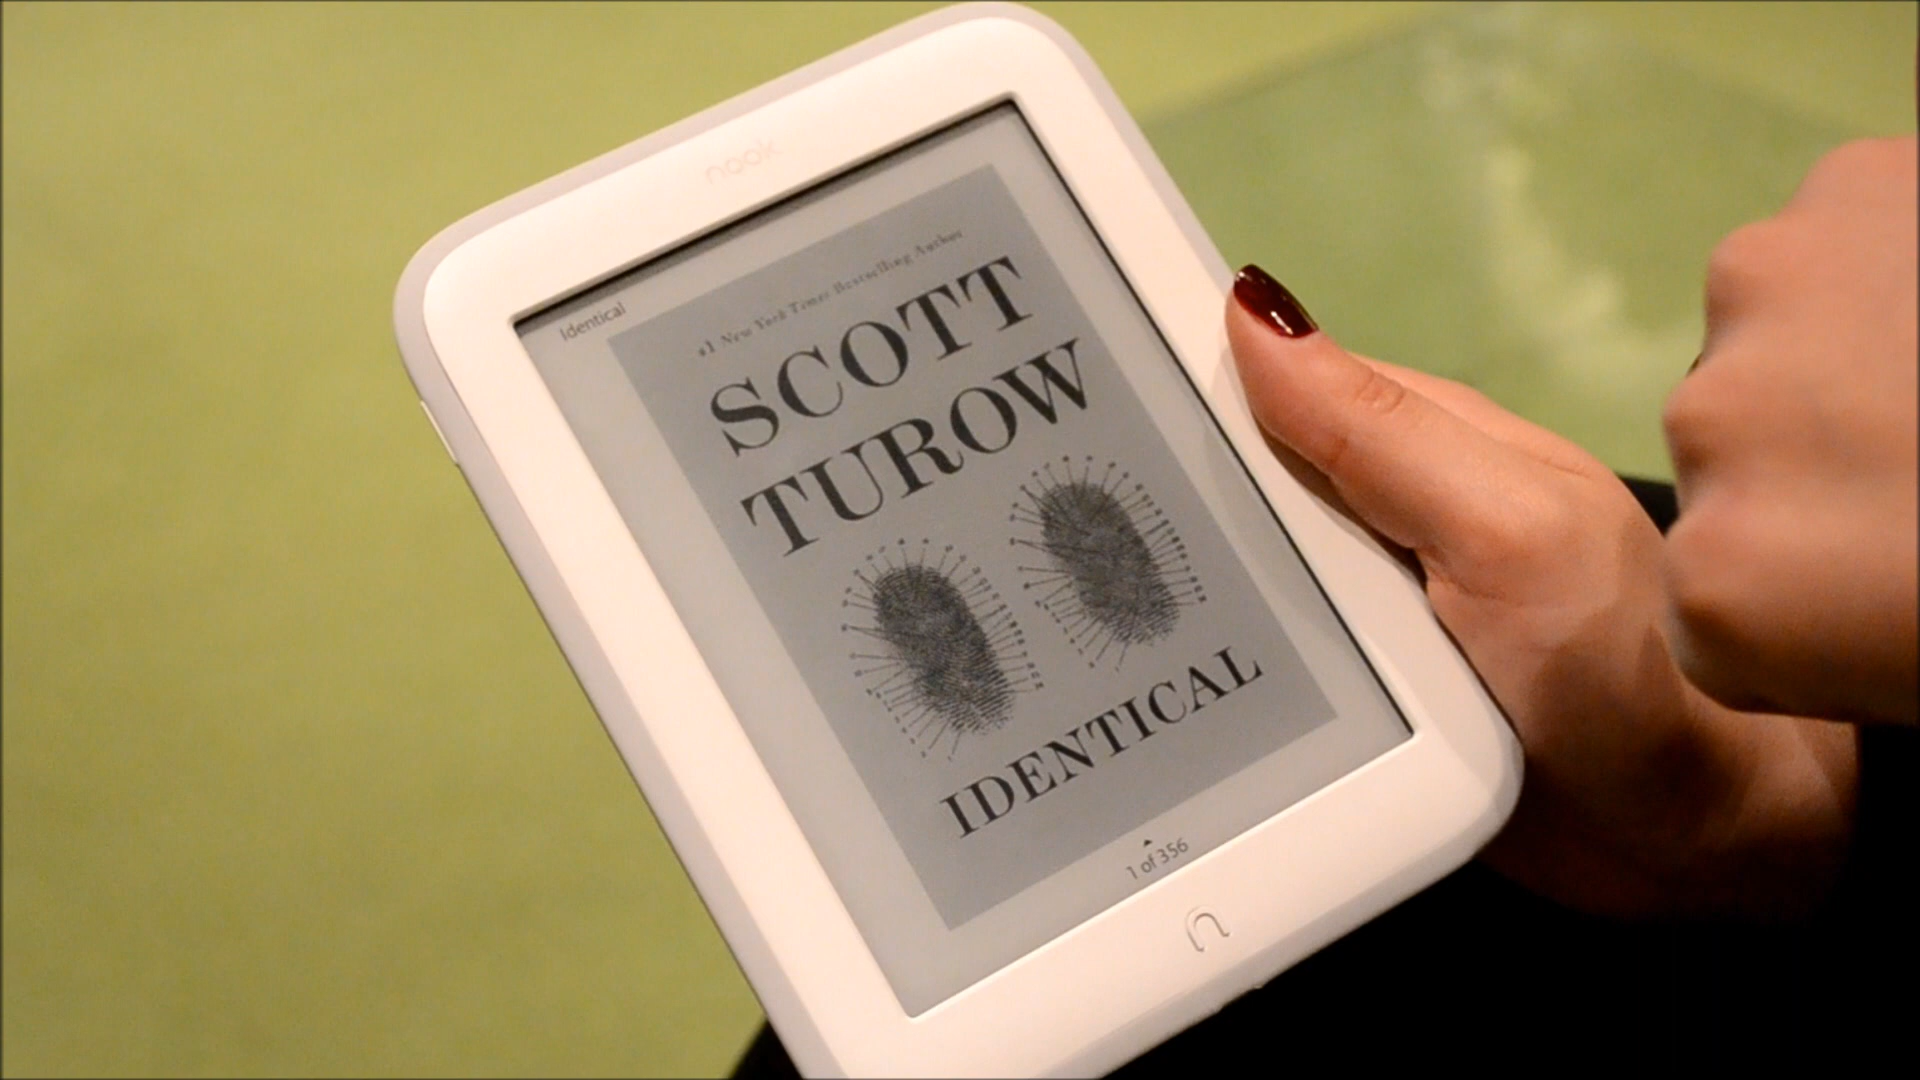 nook
Identical
#1 New York Times Bestselling Author
SCOTT
TUROW
IDENTICAL
1 of 356
n